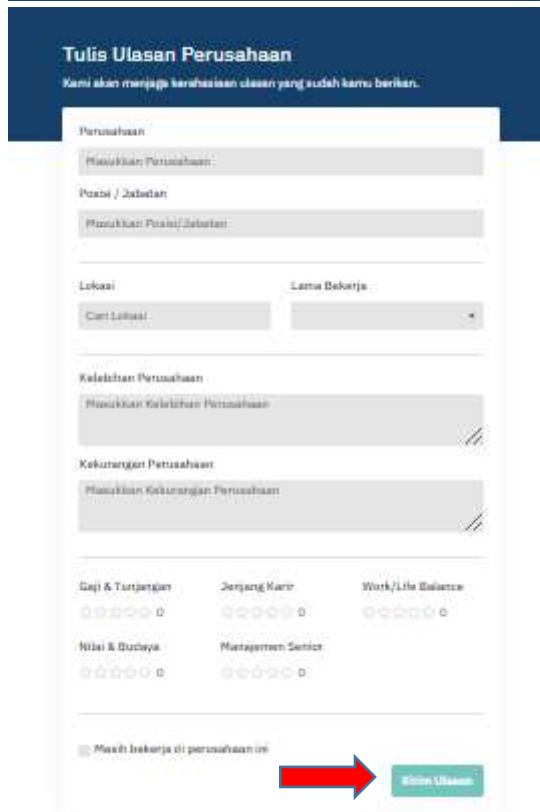 Tulis Ulasan Perusahaan
Kami akan menjaga kerahasiaan ulasan yang sudah kamu berikan.
Perusahaan
Masukkan Perusahaan
Posisi / Jabatan
Masukkan Posisi/Jabatan
Lokasi Lama Bekerja
Cari Lokasi
Kelebihan Perusahaan
Masukkan Kelebihan Perusahaan
Kekurangan Perusahaan
Masukkan Kekurangan Perusahaan
Gaji & Tunjangan Jenjang Karir Work/Life Balance
0 0 0
Nilai & Budaya Manajemen Senior
0 0
Masih bekerja di perusahaan ini
Kirim Ulasan